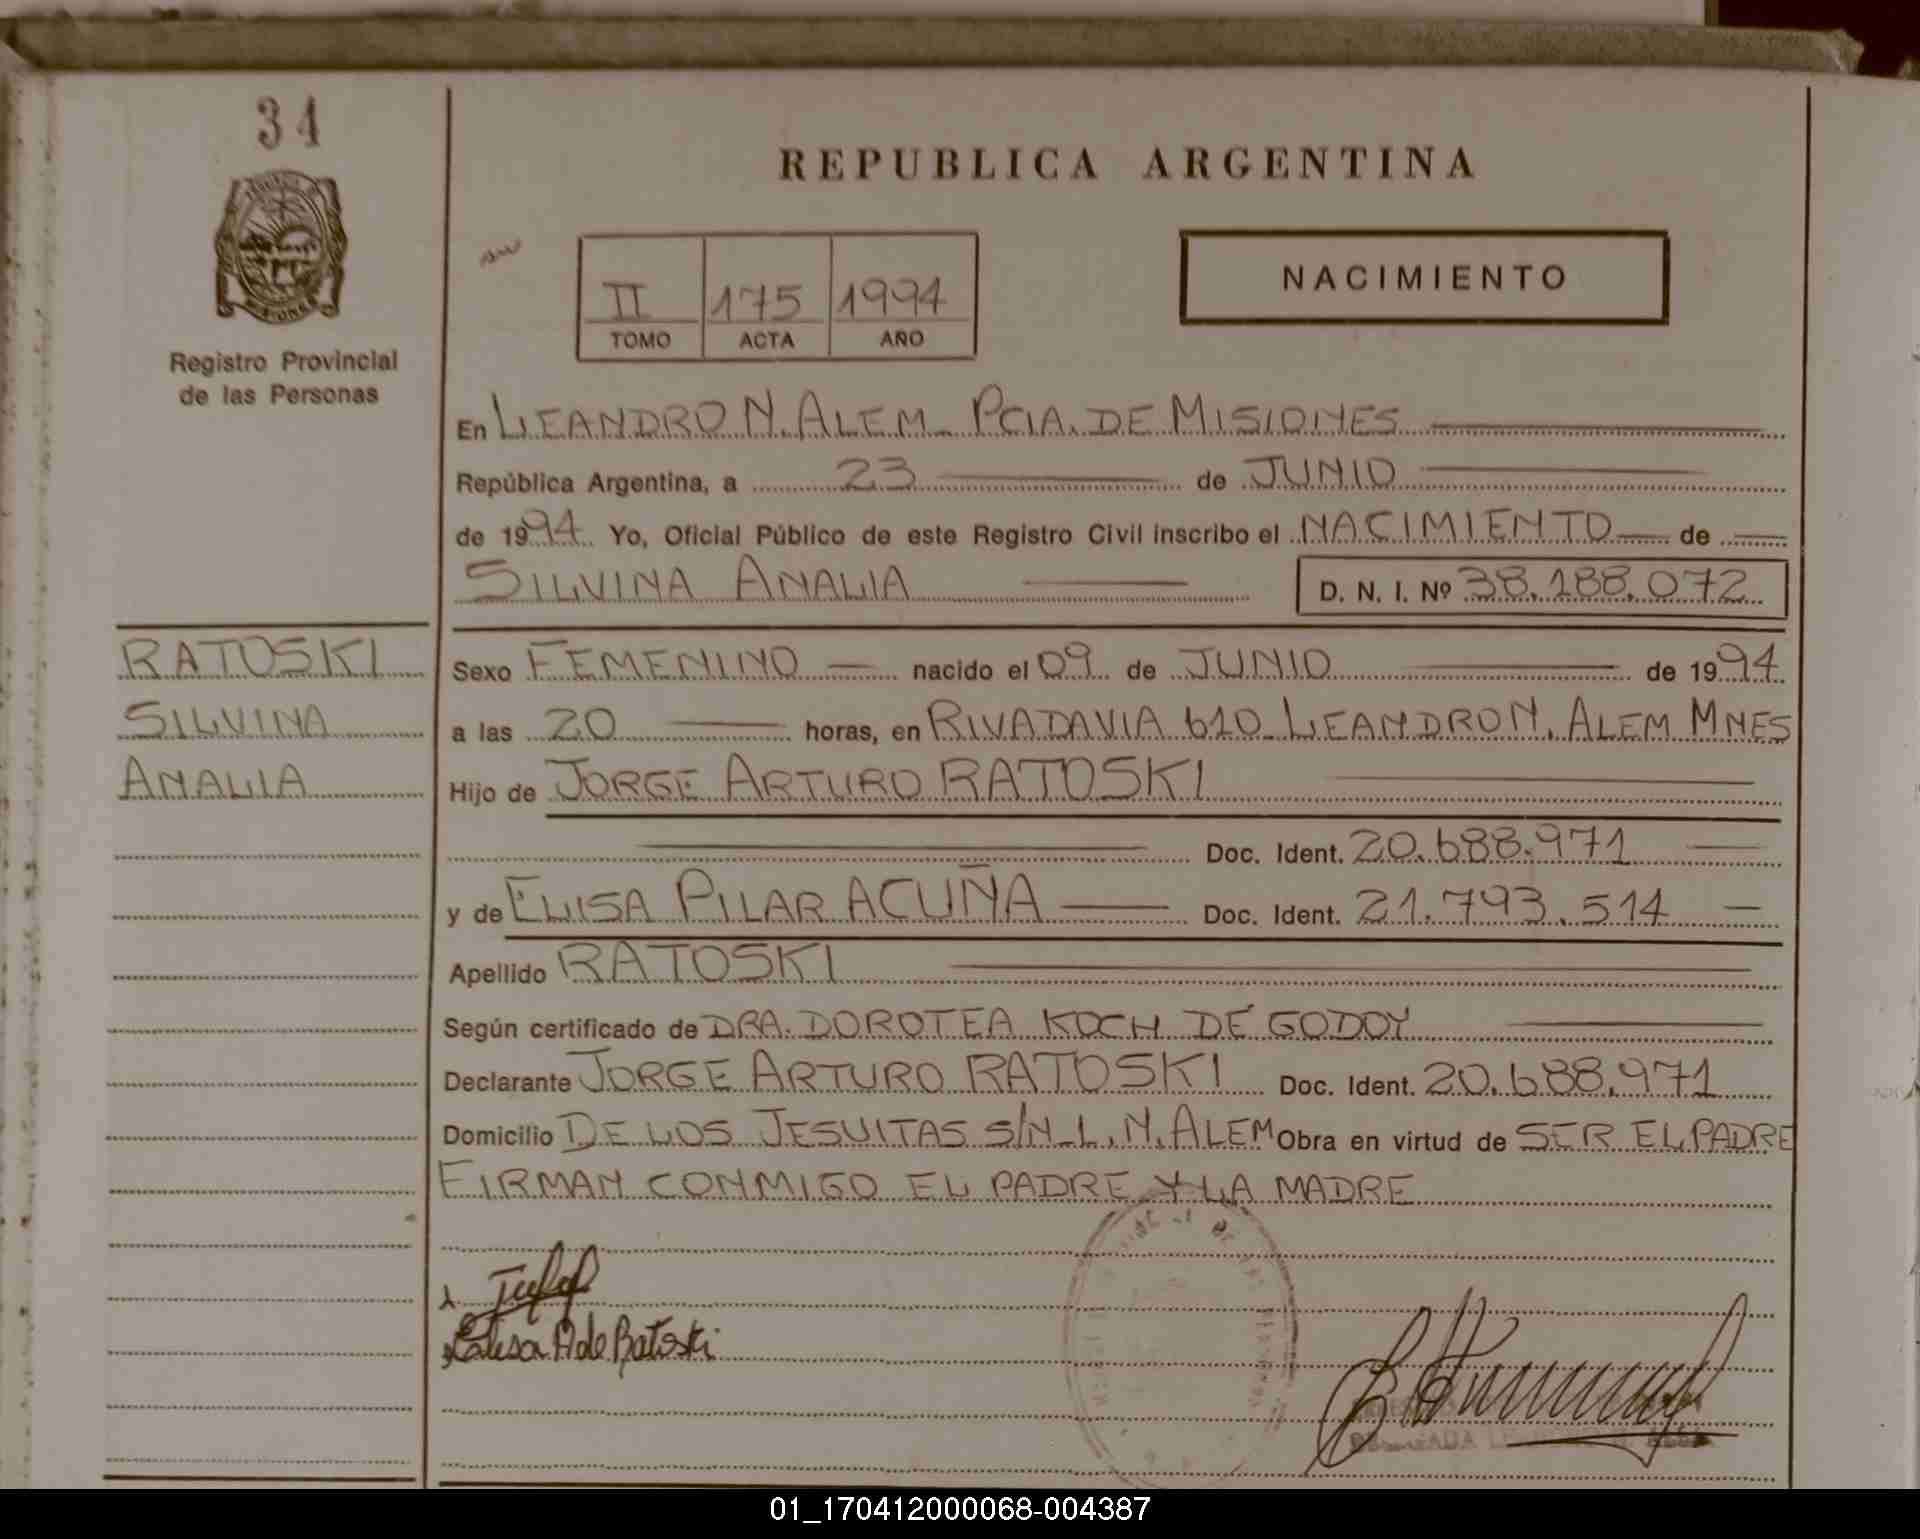 34
REPUBLICA ARGENTINA
Registro Provincial
de las Personas
II 175 1994
TOMO ACTA AÑO
NACIMIENTO
En LEANDRO N. ALEM - PCIA. DE MISIONES
República Argentina, a 23 de JUNIO
de 1994 Yo, Oficial Público de este Registro Civil inscribo el NACIMIENTO de
SILVINA ANALIA D. N. I. Nº 38.188.072
RATOSKI
SILVINA
ANALIA
Sexo FEMENINO nacido el 09 de JUNIO de 1994
a las 20 horas, en RIVADAVIA 610 - LEANDRO N. ALEM MNES
Hijo de JORGE ARTURO RATOSKI
Doc. Ident. 20.688.971
y de ELISA PILAR ACUÑA Doc. Ident. 21.793.514
Apellido RATOSKI
Según certificado de DRA. DOROTEA KOCH DE GODOY
Declarante JORGE ARTURO RATOSKI Doc. Ident. 20.688.971
Domicilio DE LOS JESUITAS S/N - L. N. ALEM Obra en virtud de SER EL PADRE
FIRMAN CONMIGO EL PADRE Y LA MADRE
de Ratoski
01_170412000068-004387